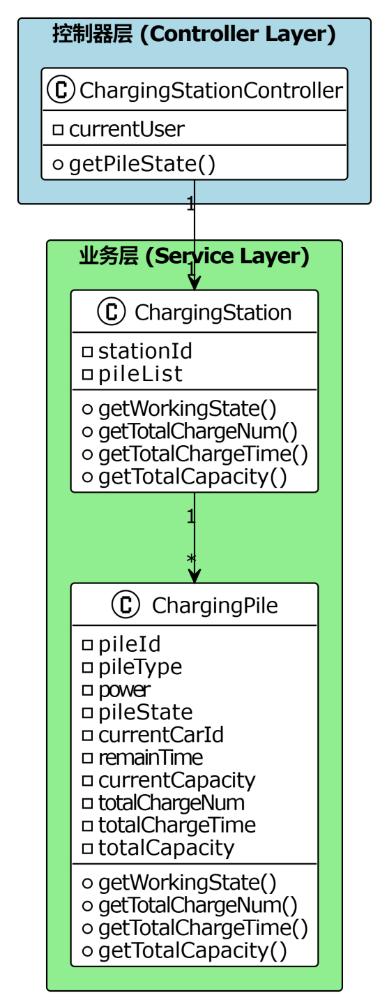 控制器层 (Controller Layer)
C ChargingStationController
currentUser
getPileState()
1
业务层 (Service Layer)
1
C ChargingStation
stationId
pileList
getWorkingState()
getTotalChargeNum()
getTotalChargeTime()
getTotalCapacity()
1
*
C ChargingPile
pileId
pileType
power
pileState
currentCarId
remainTime
currentCapacity
totalChargeNum
totalChargeTime
totalCapacity
getWorkingState()
getTotalChargeNum()
getTotalChargeTime()
getTotalCapacity()